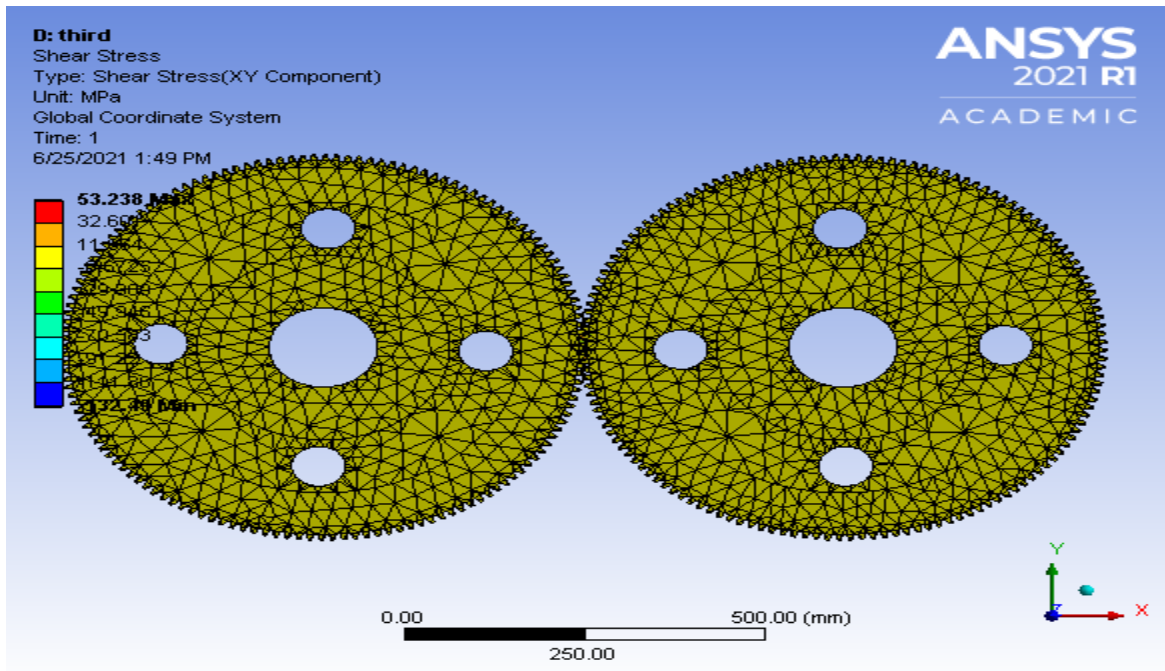 D: third
Shear Stress
Type: Shear Stress(XY Component)
Unit: MPa
Global Coordinate System
Time: 1
6/25/2021 1:49 PM
ANSYS
2021 R1
ACADEMIC
53.238 Max
Min
0.00
500.00 (mm)
250.00
Y
X
Z